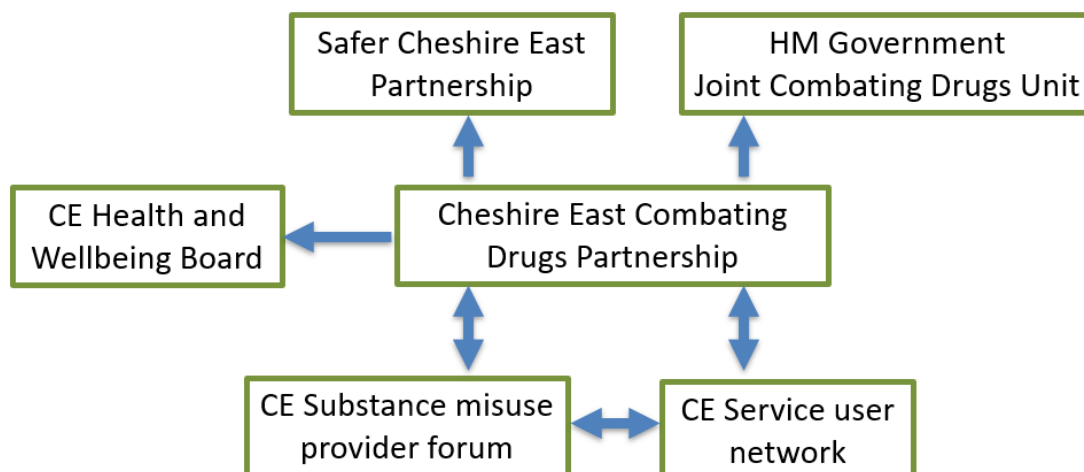 Safer Cheshire East
Partnership
HM Government
Joint Combating Drugs Unit
CE Health and
Wellbeing Board
Cheshire East Combating
Drugs Partnership
CE Substance misuse
provider forum
CE Service user
network